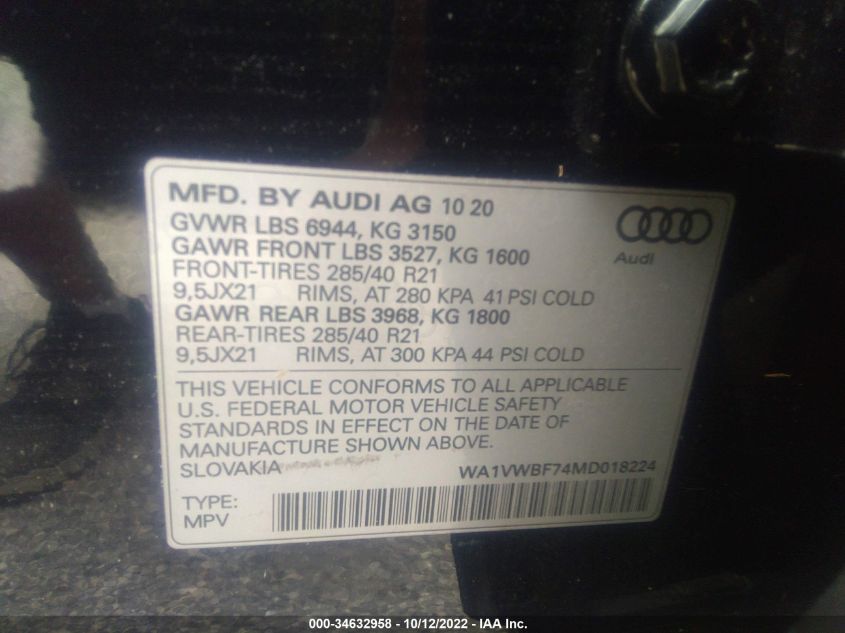 MFD. BY AUDI AG 10 20
GVWR LBS 6944, KG 3150
GAWR FRONT LBS 3527, KG 1600
FRONT-TIRES 285/40 R21
9,5JX21 RIMS, AT 280 KPA 41 PSI COLD
GAWR REAR LBS 3968, KG 1800
REAR-TIRES 285/40 R21
9,5JX21 RIMS, AT 300 KPA 44 PSI COLD
Audi
THIS VEHICLE CONFORMS TO ALL APPLICABLE
U.S. FEDERAL MOTOR VEHICLE SAFETY
STANDARDS IN EFFECT ON THE DATE OF
MANUFACTURE SHOWN ABOVE.
SLOVAKIA WA1VWBF74MD018224
TYPE:
MPV
000-34632958 - 10/12/2022 - IAA Inc.